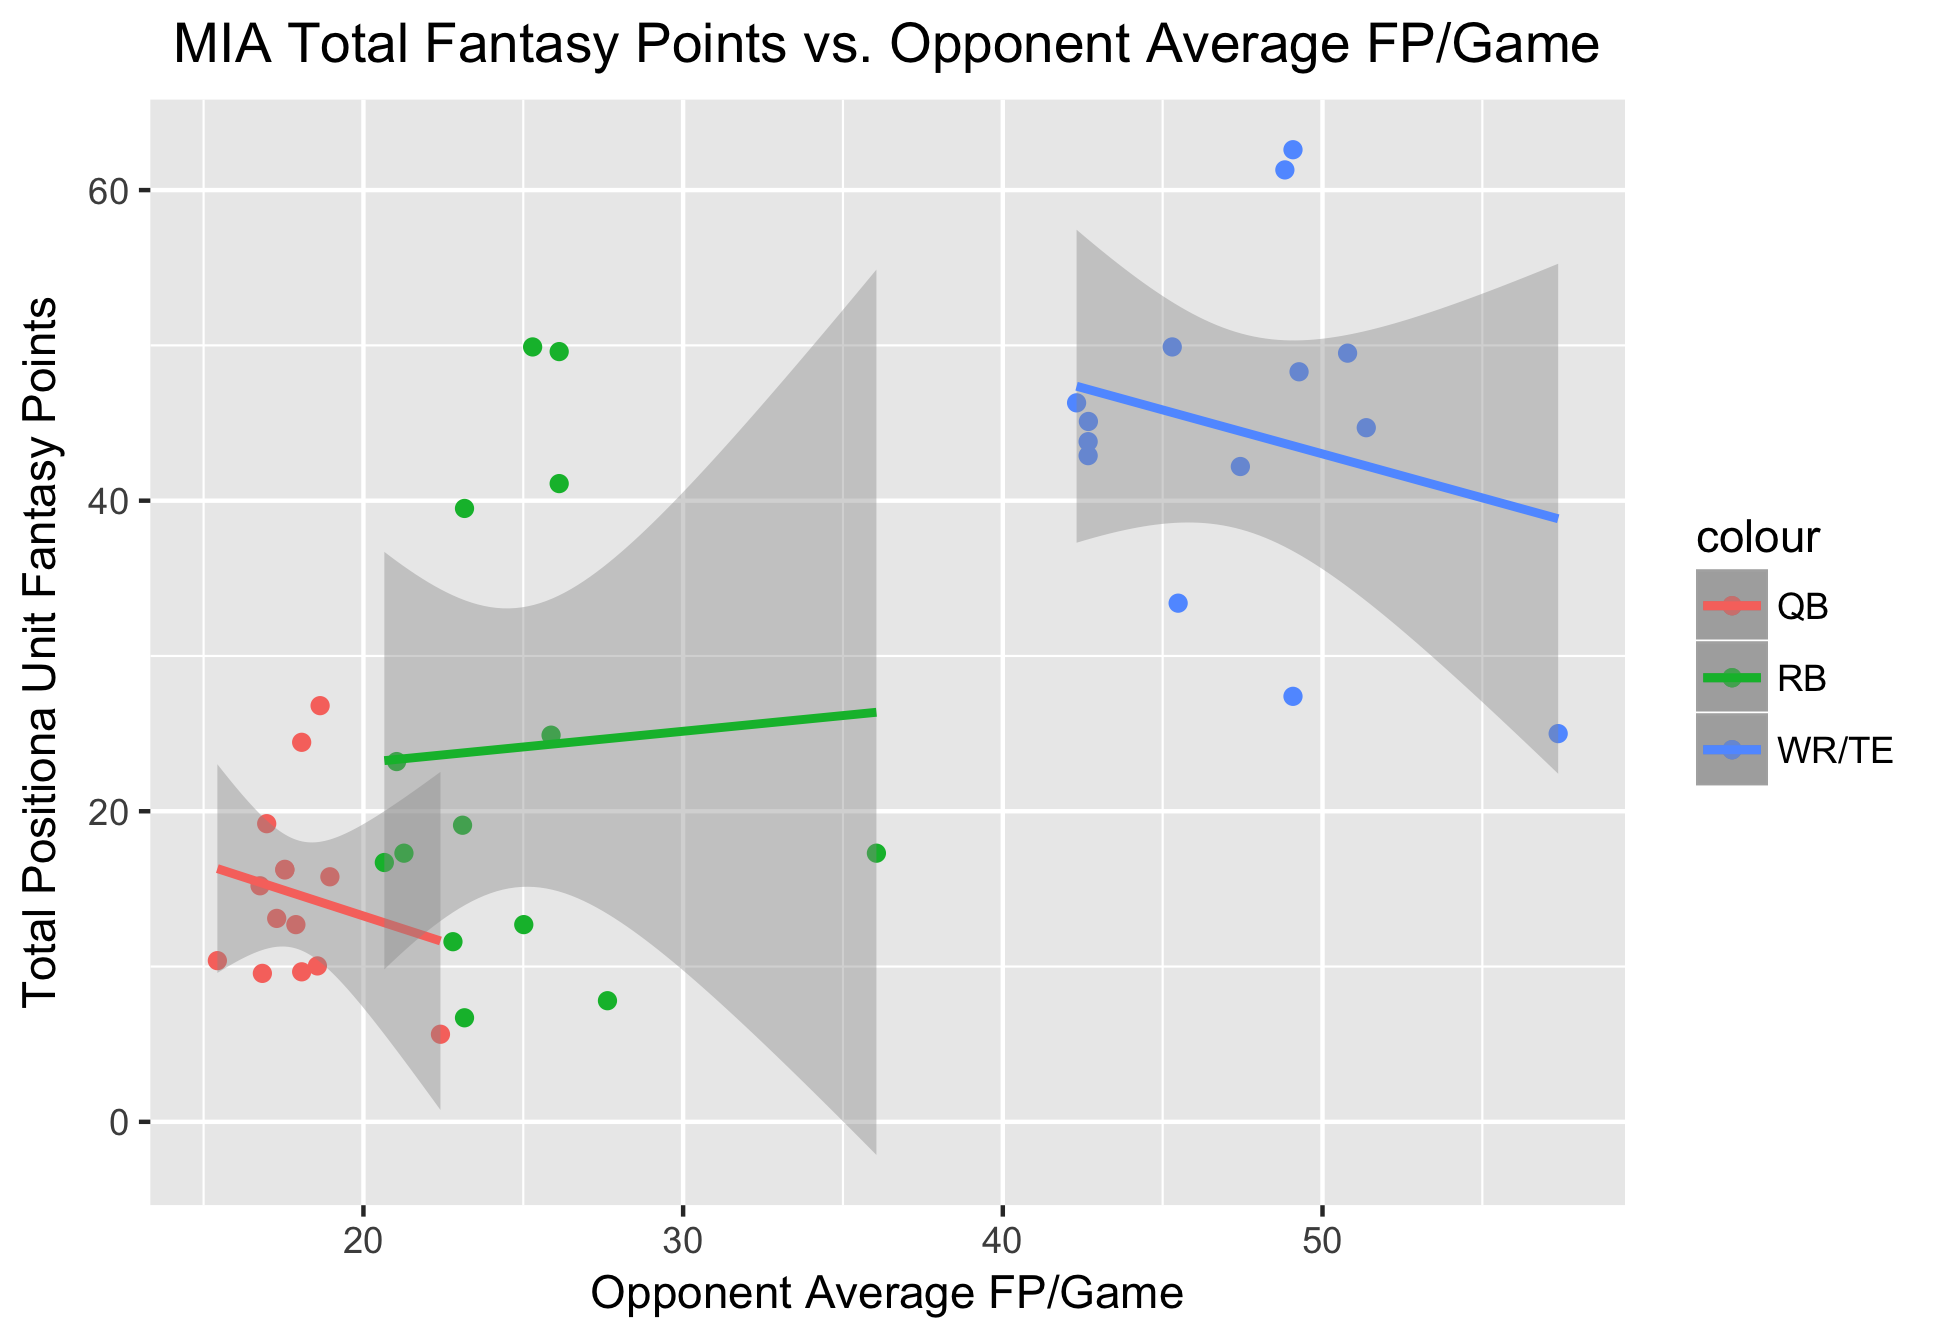 MIA Total Fantasy Points vs. Opponent Average FP/Game
Total Positiona Unit Fantasy Points
60
40
20
0
20
30
40
50
Opponent Average FP/Game
colour
QB
RB
WR/TE